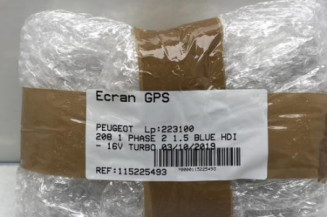 Ecran GPS
PEUGEOT Lp:223100
208 1 PHASE 2 1.5 BLUE HDI
- 16V TURBO 03/10/2019
REF:115225493